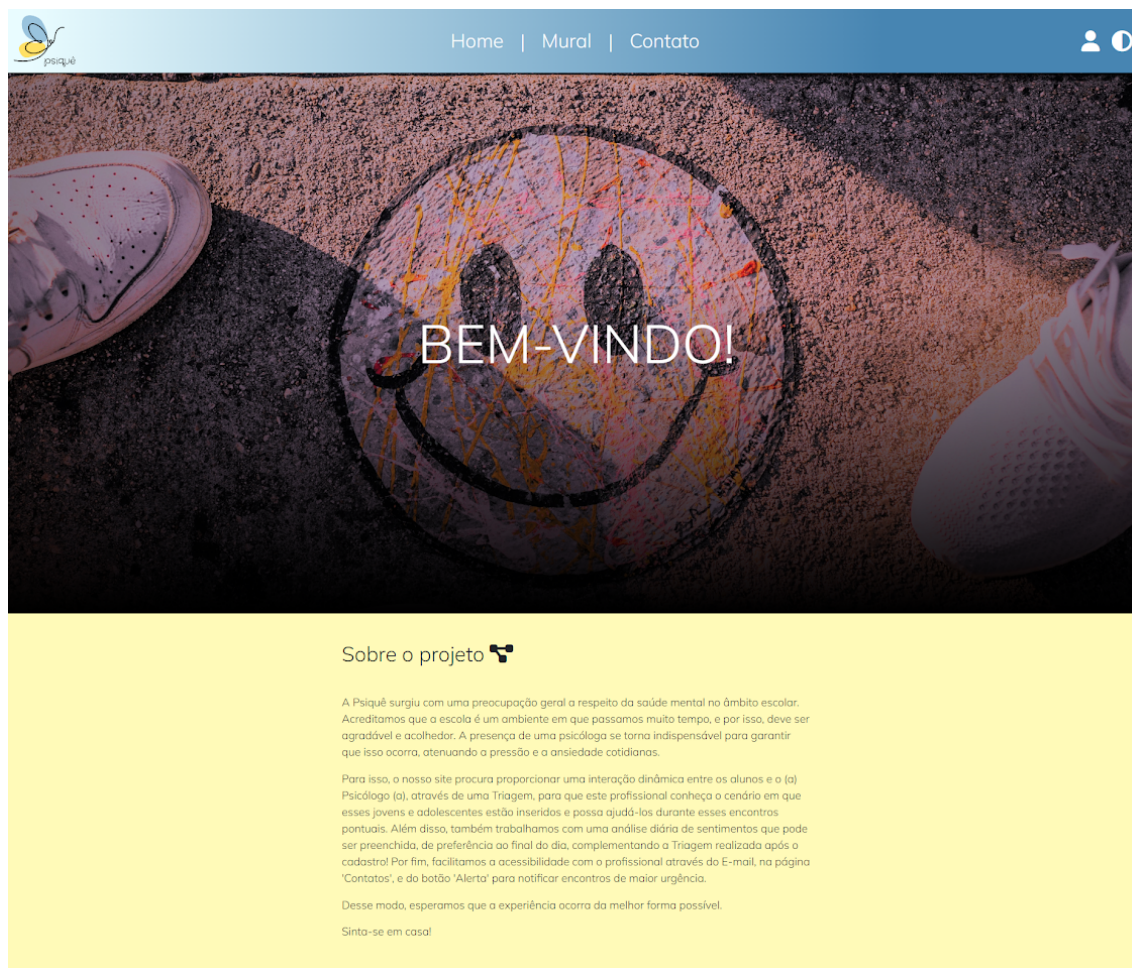 psiquê
Home | Mural | Contato
BEM-VINDO!
Sobre o projeto
A Psiquê surgiu com uma preocupação geral a respeito da saúde mental no âmbito escolar.
Acreditamos que a escola é um ambiente em que passamos muito tempo, e por isso, deve ser
agradável e acolhedor. A presença de uma psicóloga se torna indispensável para garantir
que isso ocorra, atenuando a pressão e a ansiedade cotidianas.
Para isso, o nosso site procura proporcionar uma interação dinâmica entre os alunos e o (a)
Psicólogo (a), através de uma Triagem, para que este profissional conheça o cenário em que
esses jovens e adolescentes estão inseridos e possa ajudá-los durante esses encontros
pontuais. Além disso, também trabalhamos com uma análise diária de sentimentos que pode
ser preenchida, de preferência ao final do dia, complementando a Triagem realizada após o
cadastro! Por fim, facilitamos a acessibilidade com o profissional através do E-mail, na página
'Contatos', e do botão 'Alerta' para notificar encontros de maior urgência.
Desse modo, esperamos que a experiência ocorra da melhor forma possível.
Sinta-se em casa!